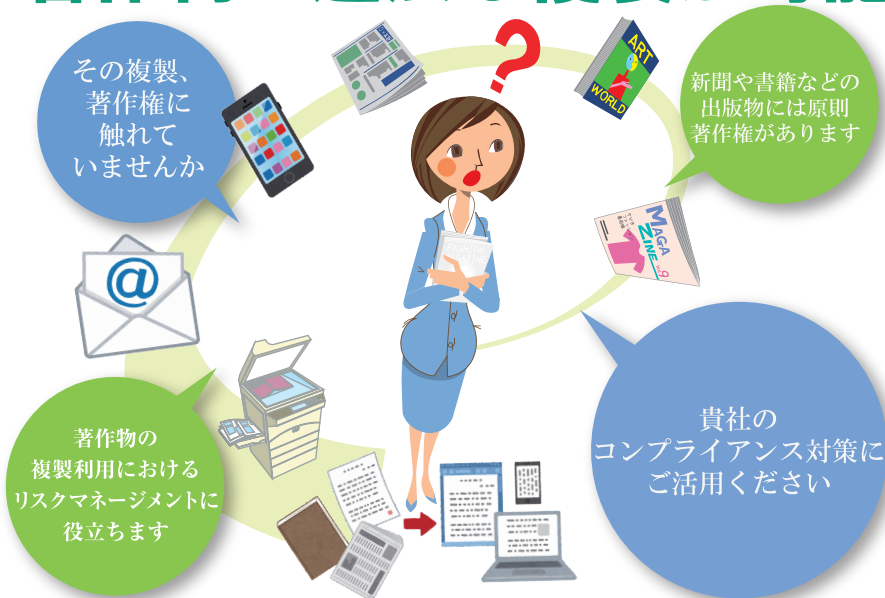 その複製、
著作権に
触れて
いませんか
新聞や書籍などの
出版物には原則
著作権があります
ART
WORLD
MAGA
ZINE
9
@
著作物の
複製利用における
リスクマネージメントに
役立ちます
貴社の
コンプライアンス対策に
ご活用ください
?